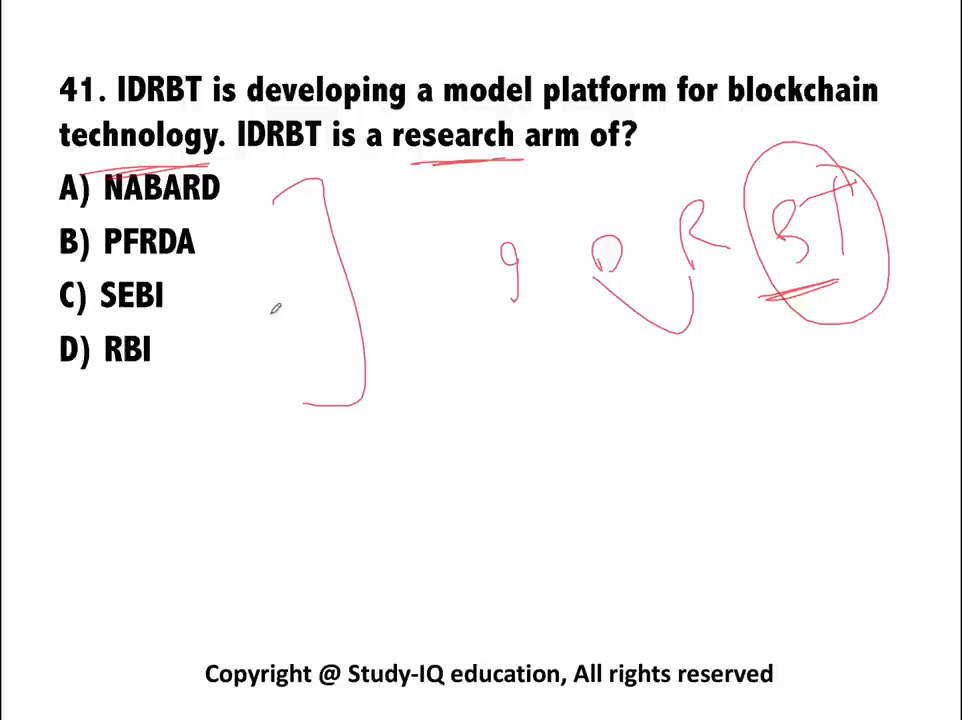 41. IDRBT is developing a model platform for blockchain
technology. IDRBT is a research arm of?
A) NABARD
B) PFRDA
C) SEBI
D) RBI
I D R BT
Copyright @ Study-IQ education, All rights reserved